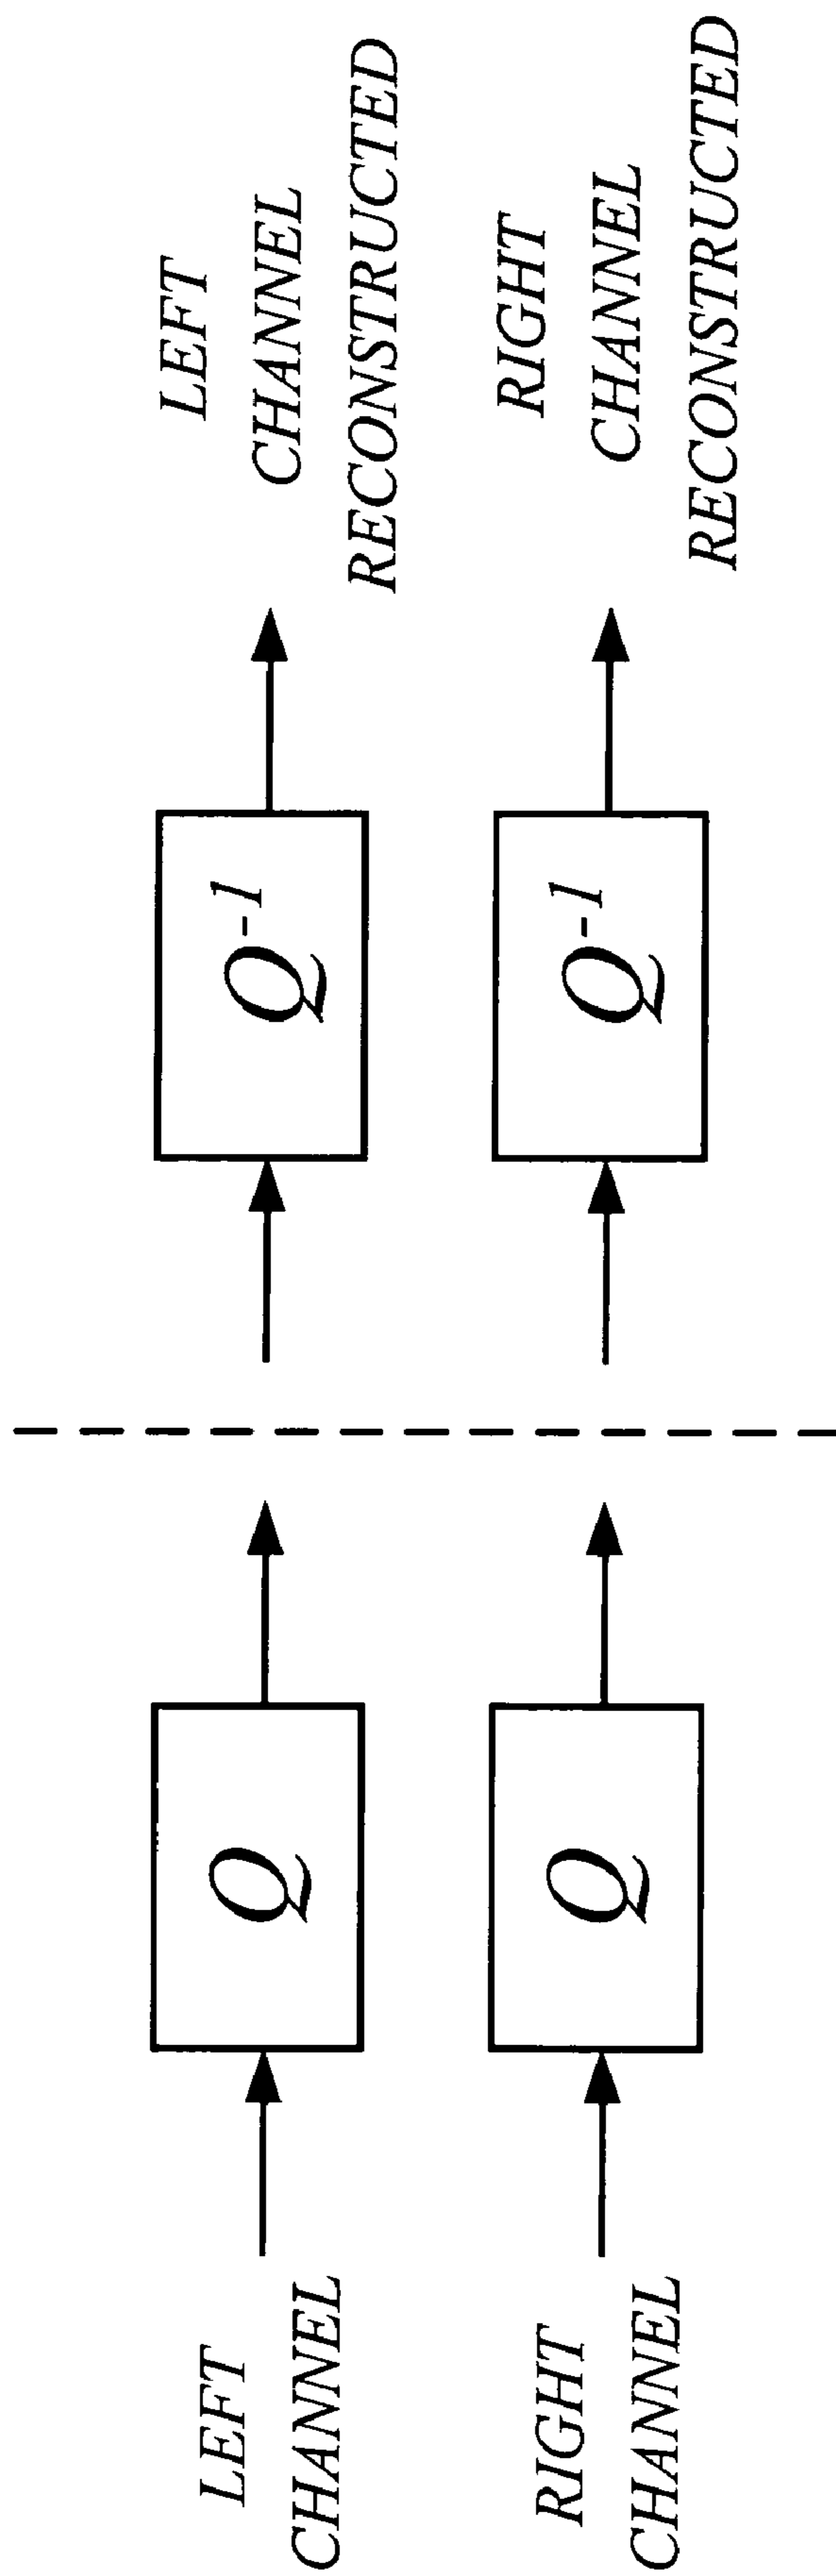 LEFT
CHANNEL
Q
Q-1
LEFT
CHANNEL
RECONSTRUCTED
RIGHT
CHANNEL
Q
Q-1
RIGHT
CHANNEL
RECONSTRUCTED